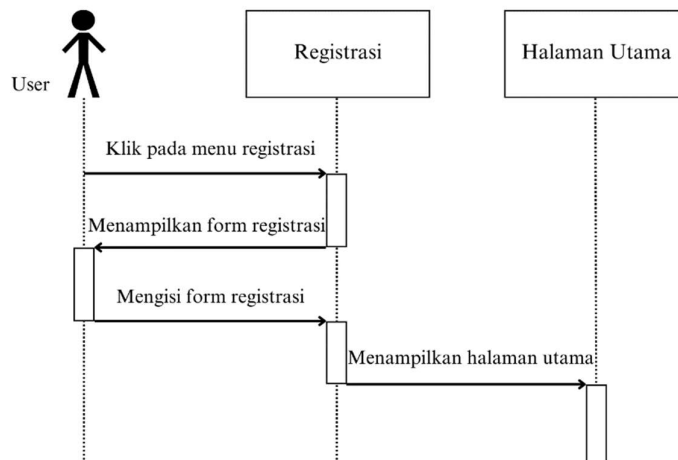 Registrasi
Halaman Utama
User
Klik pada menu registrasi
Menampilkan form registrasi
Mengisi form registrasi
Menampilkan halaman utama